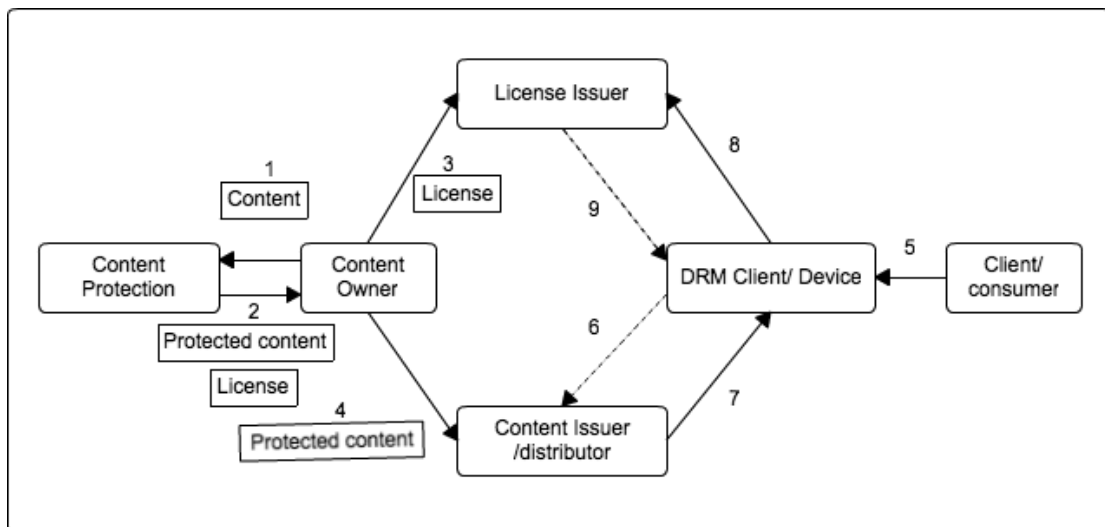 License Issuer
8
1
Content
3
License
9
Content
Protection
Content
Owner
DRM Client/ Device
5
Client/
consumer
2
Protected content
License
6
7
4
Protected content
Content Issuer
/distributor